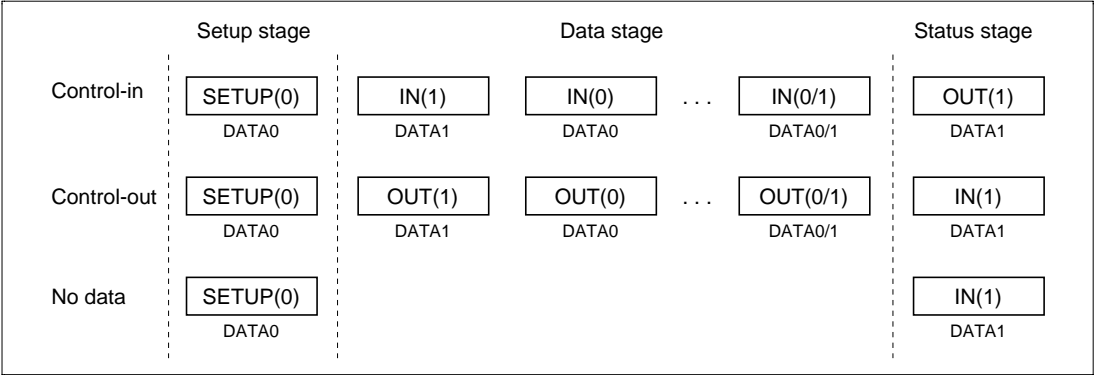 Setup stage Data stage Status stage
Control-in SETUP(0) IN(1) IN(0) . . . IN(0/1) OUT(1)
DATA0 DATA1 DATA0 DATA0/1 DATA1
Control-out SETUP(0) OUT(1) OUT(0) . . . OUT(0/1) IN(1)
DATA0 DATA1 DATA0 DATA0/1 DATA1
No data SETUP(0) IN(1)
DATA0 DATA1